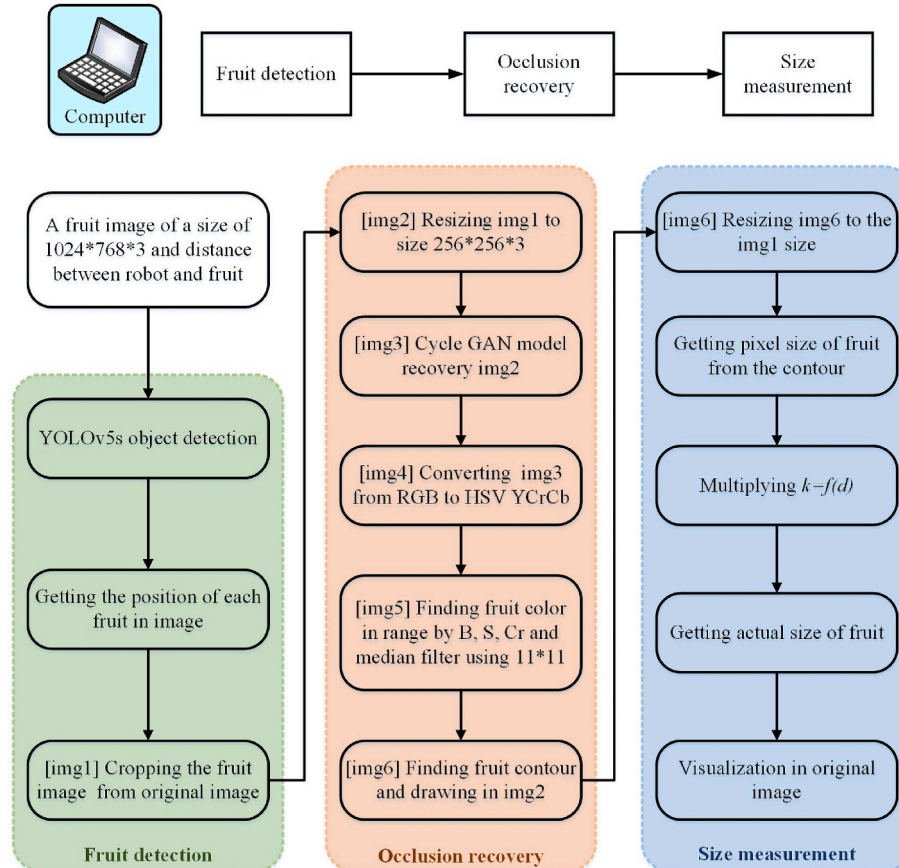 Computer
Fruit detection
Occlusion
recovery
Size
measurement
A fruit image of a size of
1024*768*3 and distance
between robot and fruit
YOLOv5s object detection
Getting the position of each
fruit in image
[img1] Cropping the fruit
image from original image
Fruit detection
[img2] Resizing img1 to
size 256*256*3
[img3] Cycle GAN model
recovery img2
[img4] Converting img3
from RGB to HSV YCrCb
[img5] Finding fruit color
in range by B, S, Cr and
median filter using 11*11
[img6] Finding fruit contour
and drawing in img2
Occlusion recovery
[img6] Resizing img6 to the
img1 size
Getting pixel size of fruit
from the contour
Multiplying k−f(d)
Getting actual size of fruit
Visualization in original
image
Size measurement